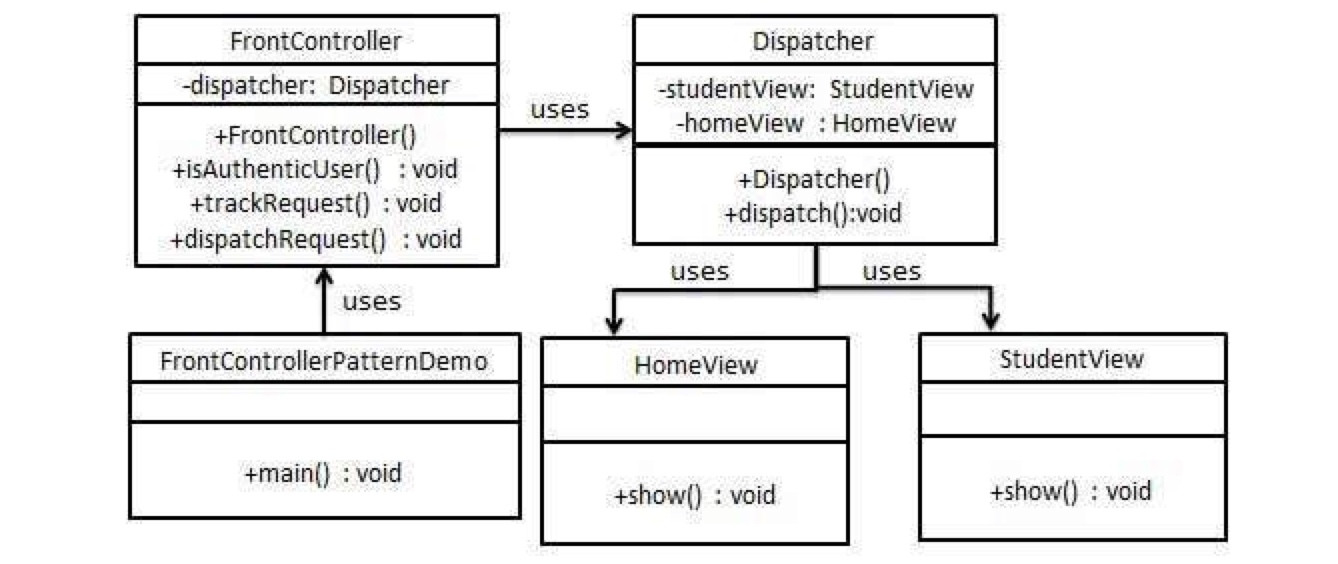 FrontController
-dispatcher: Dispatcher
+FrontController()
+isAuthenticUser() : void
+trackRequest() : void
+dispatchRequest() : void
uses
Dispatcher
-studentView: StudentView
-homeView : HomeView
+Dispatcher()
+dispatch():void
uses
uses
uses
FrontControllerPatternDemo
+main() : void
HomeView
+show() : void
StudentView
+show() : void